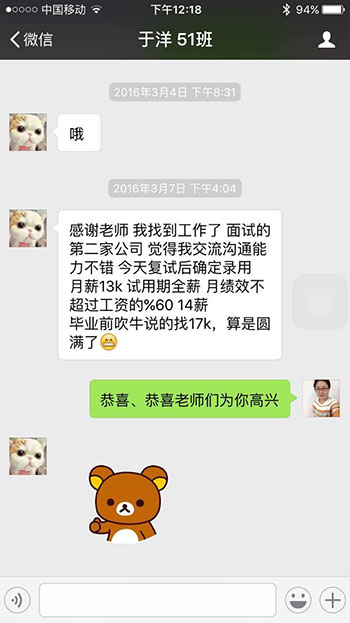 中国移动 下午12:18 94%
微信 于洋 51班
2016年3月4日 下午8:31
哦
2016年3月7日 下午4:04
感谢老师 我找到工作了 面试的
第二家公司 觉得我交流沟通能
力不错 今天复试后确定录用
月薪13k 试用期全薪 月绩效不
超过工资的%60 14薪
毕业前吹牛说的找17k，算是圆
满了😁
恭喜、恭喜老师们为你高兴